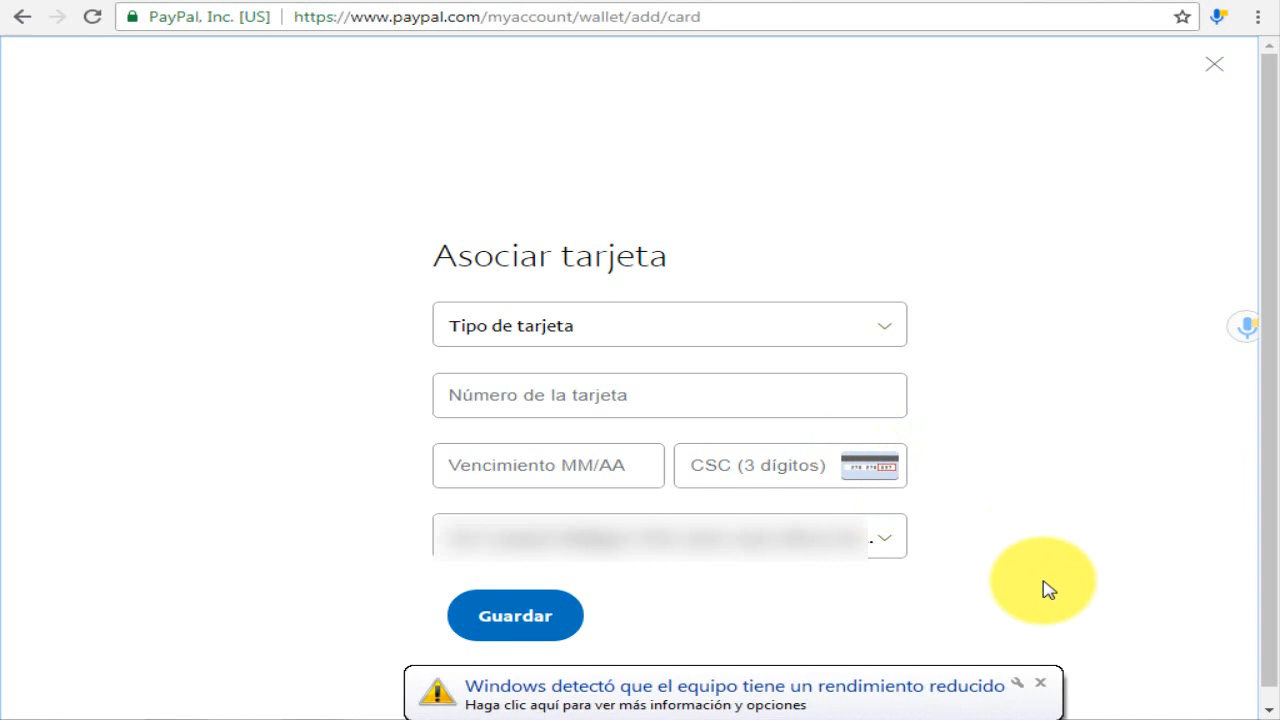 PayPal, Inc. [US] https://www.paypal.com/myaccount/wallet/add/card
Asociar tarjeta
Tipo de tarjeta
Número de la tarjeta
Vencimiento MM/AA CSC (3 dígitos)
Guardar
Windows detectó que el equipo tiene un rendimiento reducido
Haga clic aquí para ver más información y opciones